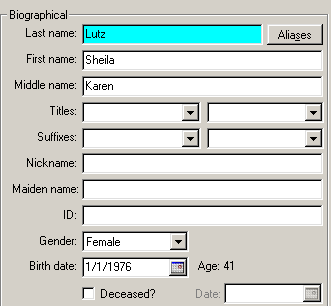 Biographical
Last name: Lutz Aliases
First name: Sheila
Middle name: Karen
Titles:
Suffixes:
Nickname:
Maiden name:
ID:
Gender: Female
Birth date: 1/1/1976 Age: 41
Deceased? Date: